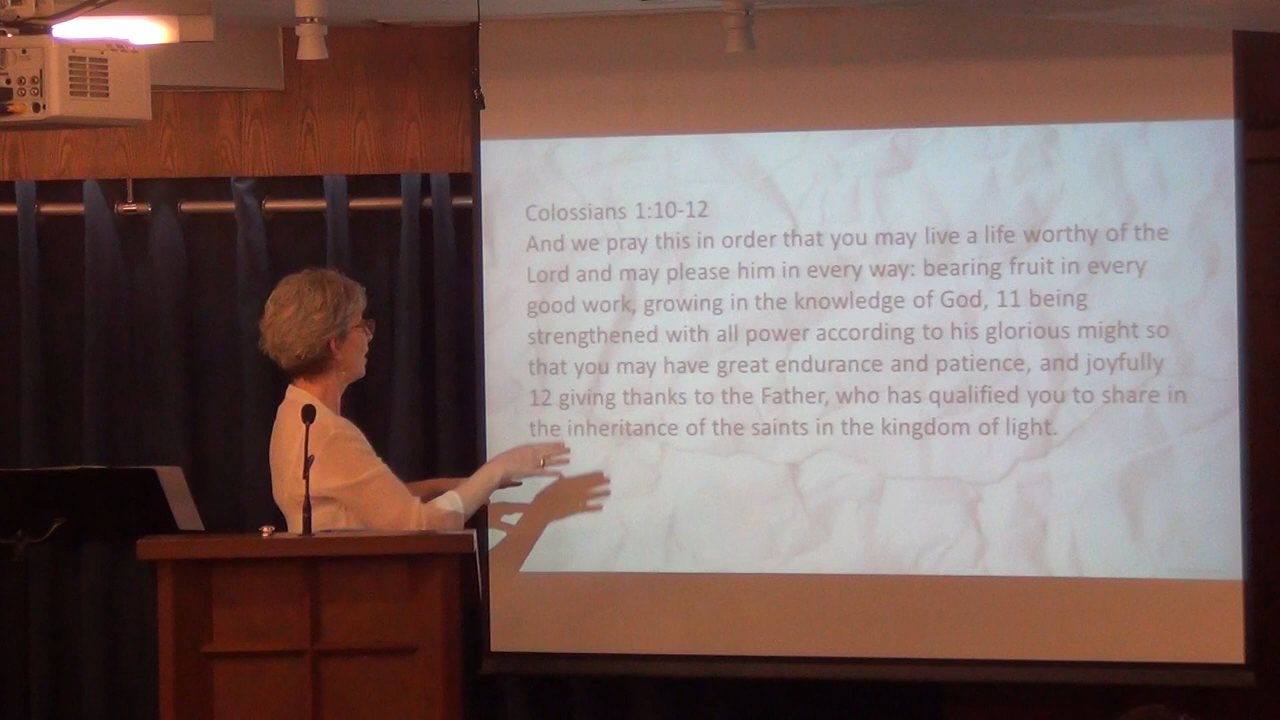 Colossians 1:10-12
And we pray this in order that you may live a life worthy of the
Lord and may please him in every way: bearing fruit in every
good work, growing in the knowledge of God, 11 being
strengthened with all power according to his glorious might so
that you may have great endurance and patience, and joyfully
12 giving thanks to the Father, who has qualified you to share in
the inheritance of the saints in the kingdom of light.